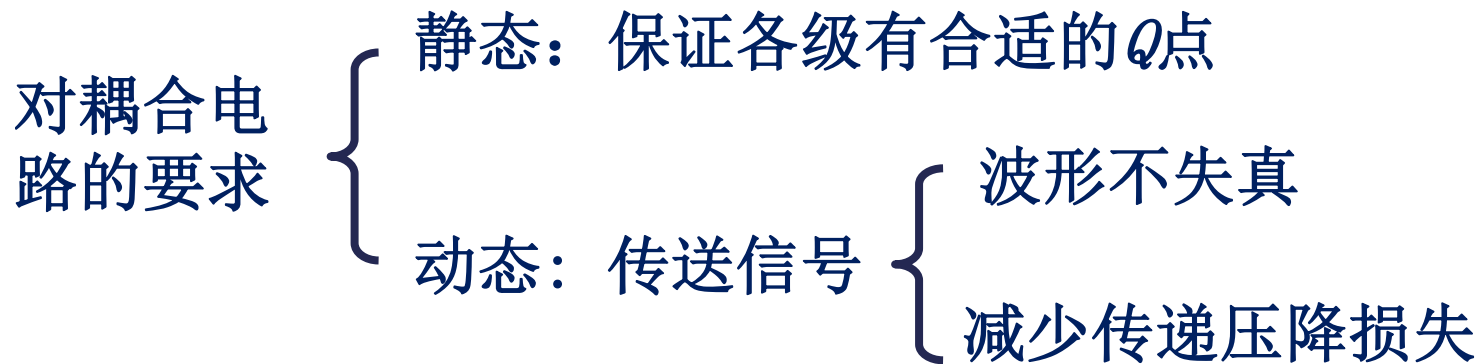 对耦合电
路的要求
静态：保证各级有合适的Q点
动态：传送信号
波形不失真
减少传递压降损失